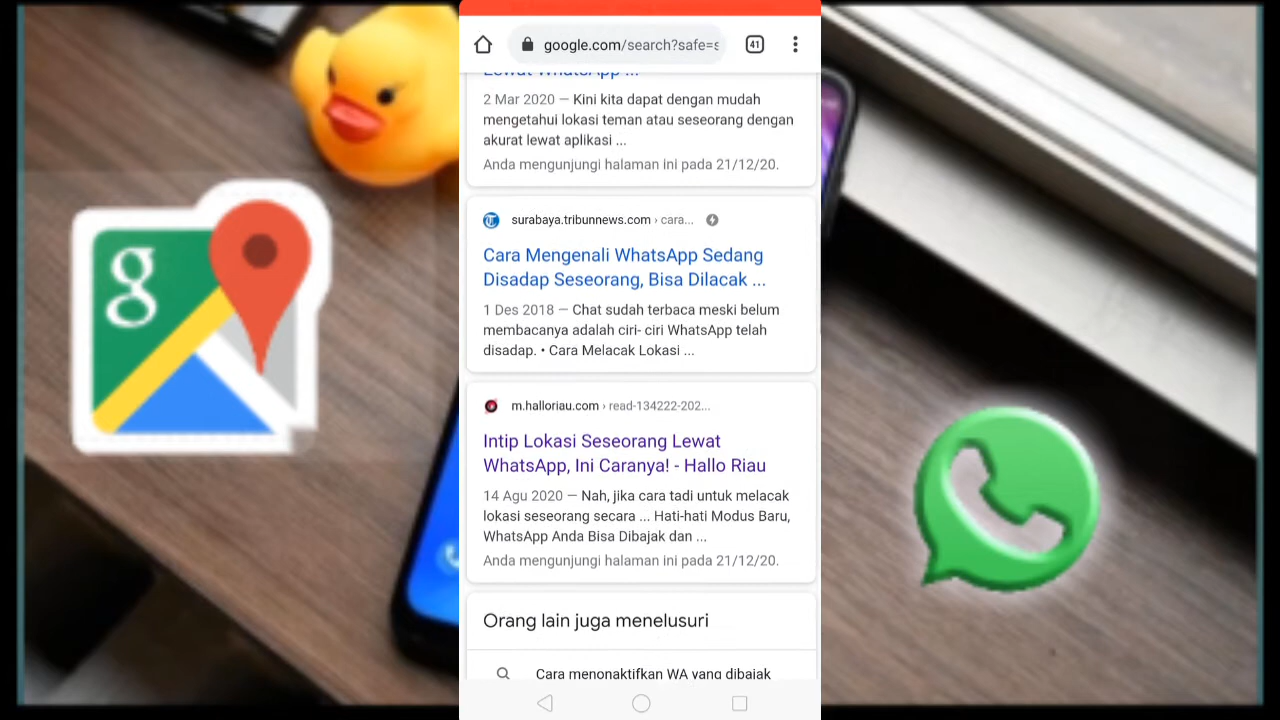 google.com/search?safe=s
41
Lewat WhatsApp ...
2 Mar 2020 — Kini kita dapat dengan mudah
mengetahui lokasi teman atau seseorang dengan
akurat lewat aplikasi ...
Anda mengunjungi halaman ini pada 21/12/20.
surabaya.tribunnews.com › cara...
Cara Mengenali WhatsApp Sedang
Disadap Seseorang, Bisa Dilacak ...
1 Des 2018 — Chat sudah terbaca meski belum
membacanya adalah ciri- ciri WhatsApp telah
disadap. • Cara Melacak Lokasi ...
m.halloriau.com › read-134222-202...
Intip Lokasi Seseorang Lewat
WhatsApp, Ini Caranya! - Hallo Riau
14 Agu 2020 — Nah, jika cara tadi untuk melacak
lokasi seseorang secara ... Hati-hati Modus Baru,
WhatsApp Anda Bisa Dibajak dan ...
Anda mengunjungi halaman ini pada 21/12/20.
Orang lain juga menelusuri
Cara menonaktifkan WA yang dibajak
g